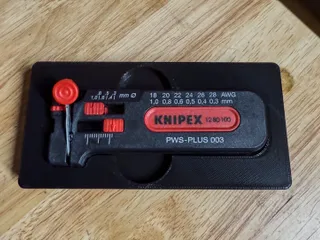 mm ø
18 20 22 24 26 28 AWG
1,0 0,8 0,6 0,5 0,4 0,3 mm
KNIPEX 12 80 100
PWS-PLUS 003